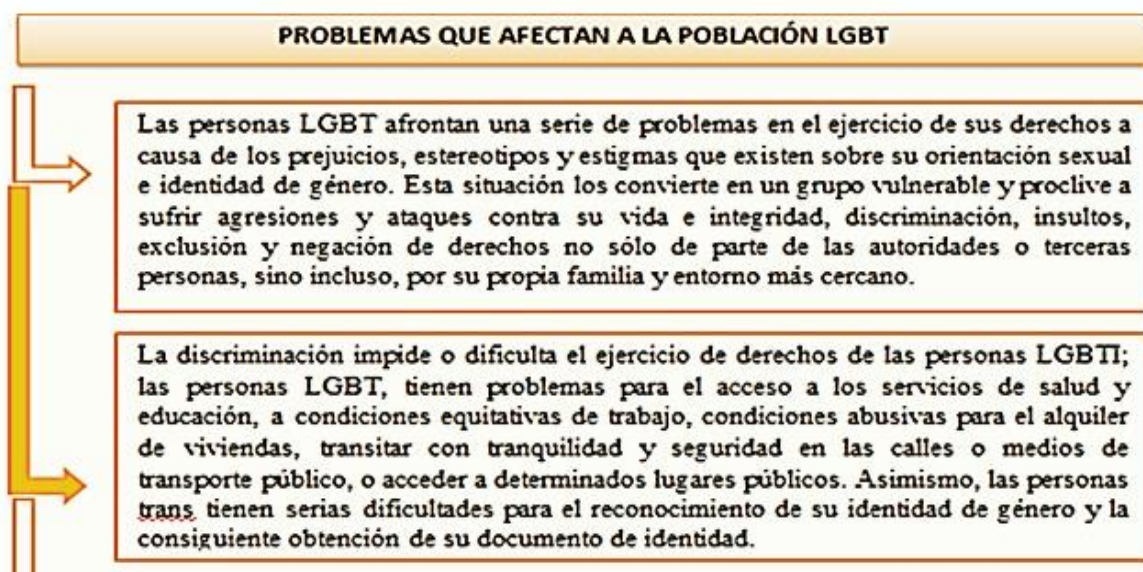 PROBLEMAS QUE AFECTAN A LA POBLACIÓN LGBT
Las personas LGBT afrontan una serie de problemas en el ejercicio de sus derechos a
causa de los prejuicios, estereotipos y estigmas que existen sobre su orientación sexual
e identidad de género. Esta situación los convierte en un grupo vulnerable y proclive a
sufrir agresiones y ataques contra su vida e integridad, discriminación, insultos,
exclusión y negación de derechos no sólo de parte de las autoridades o terceras
personas, sino incluso, por su propia familia y entorno más cercano.
La discriminación impide o dificulta el ejercicio de derechos de las personas LGBTI;
las personas LGBT, tienen problemas para el acceso a los servicios de salud y
educación, a condiciones equitativas de trabajo, condiciones abusivas para el alquiler
de viviendas, transitar con tranquilidad y seguridad en las calles o medios de
transporte público, o acceder a determinados lugares públicos. Asimismo, las personas
trans tienen serias dificultades para el reconocimiento de su identidad de género y la
consiguiente obtención de su documento de identidad.